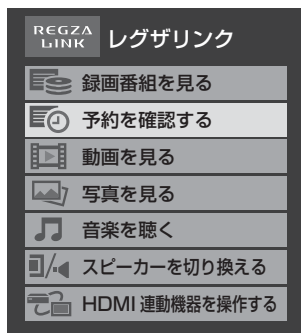 REGZA
LINK
レグザリンク
録画番組を見る
予約を確認する
動画を見る
写真を見る
音楽を聴く
スピーカーを切り換える
HDMI 連動機器を操作する